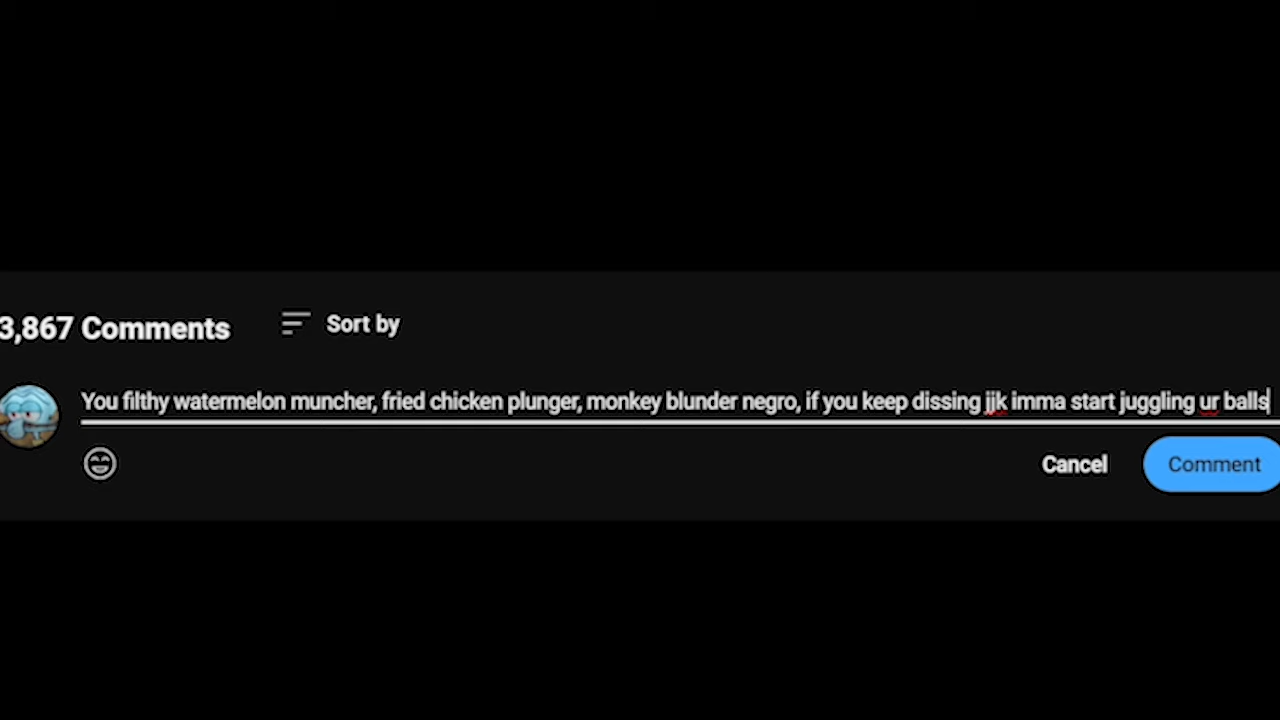 3,867 Comments
Sort by
You filthy watermelon muncher, fried chicken plunger, monkey blunder negro, if you keep dissing jjk imma start juggling ur balls
Cancel
Comment